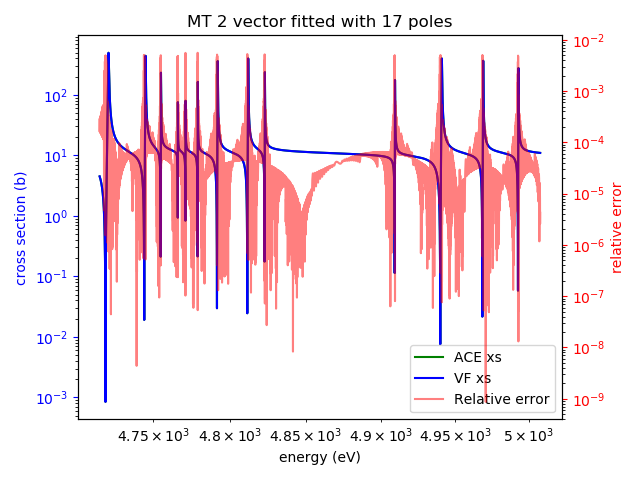 MT 2 vector fitted with 17 poles
cross section (b)
10²
10¹
10⁰
10⁻¹
10⁻²
10⁻³
10⁻²
10⁻³
10⁻⁴
10⁻⁵
10⁻⁶
10⁻⁷
10⁻⁸
10⁻⁹
relative error
ACE xs
VF xs
Relative error
4.75 × 10³ 4.8 × 10³ 4.85 × 10³ 4.9 × 10³ 4.95 × 10³ 5 × 10³
energy (eV)